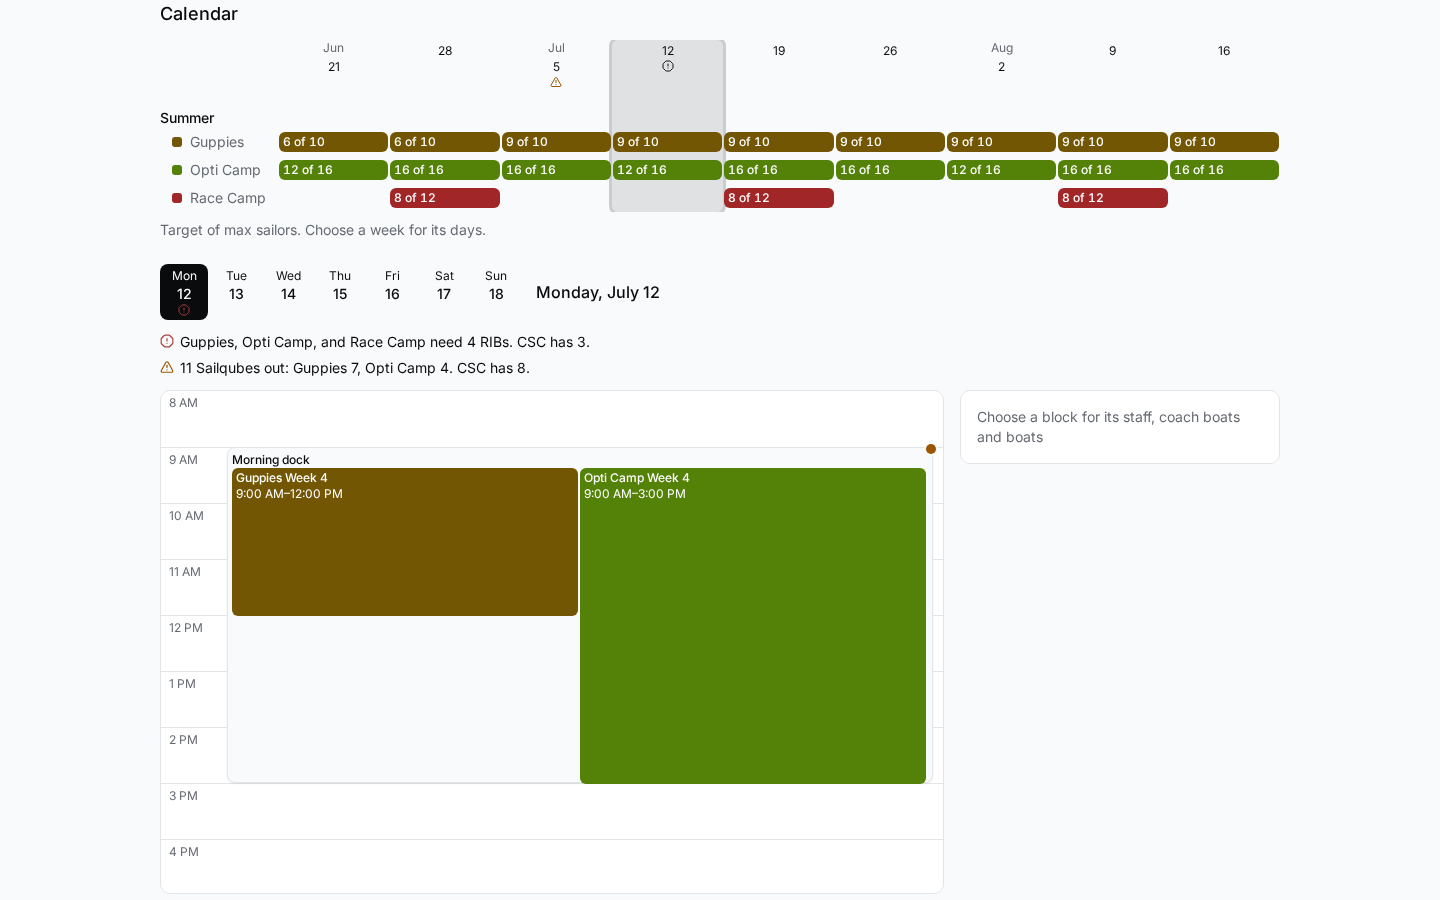 Calendar
Jun
21
28
Jul
5
12
19
26
Aug
2
9
16
Summer
Guppies
6 of 10
6 of 10
9 of 10
9 of 10
9 of 10
9 of 10
9 of 10
9 of 10
9 of 10
Opti Camp
12 of 16
16 of 16
16 of 16
12 of 16
16 of 16
16 of 16
12 of 16
16 of 16
16 of 16
Race Camp
8 of 12
8 of 12
8 of 12
Target of max sailors. Choose a week for its days.
Mon
12
Tue
13
Wed
14
Thu
15
Fri
16
Sat
17
Sun
18
Monday, July 12
Guppies, Opti Camp, and Race Camp need 4 RIBs. CSC has 3.
11 Sailqubes out: Guppies 7, Opti Camp 4. CSC has 8.
8 AM
9 AM
10 AM
11 AM
12 PM
1 PM
2 PM
3 PM
4 PM
Morning dock
Guppies Week 4
9:00 AM–12:00 PM
Opti Camp Week 4
9:00 AM–3:00 PM
Choose a block for its staff, coach boats
and boats